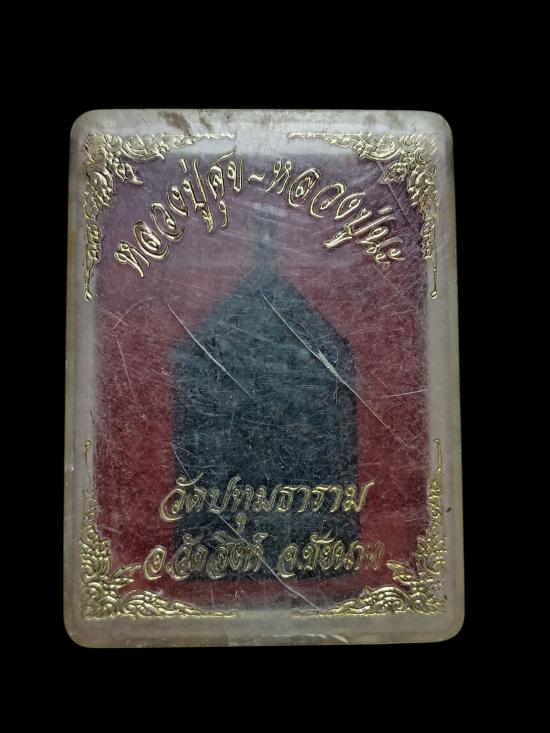 หลวงปู่ศุข~หลวงปู่นะ
วัดปทุมธาราม
อ.วัดสิงห์ จ.ชัยนาท